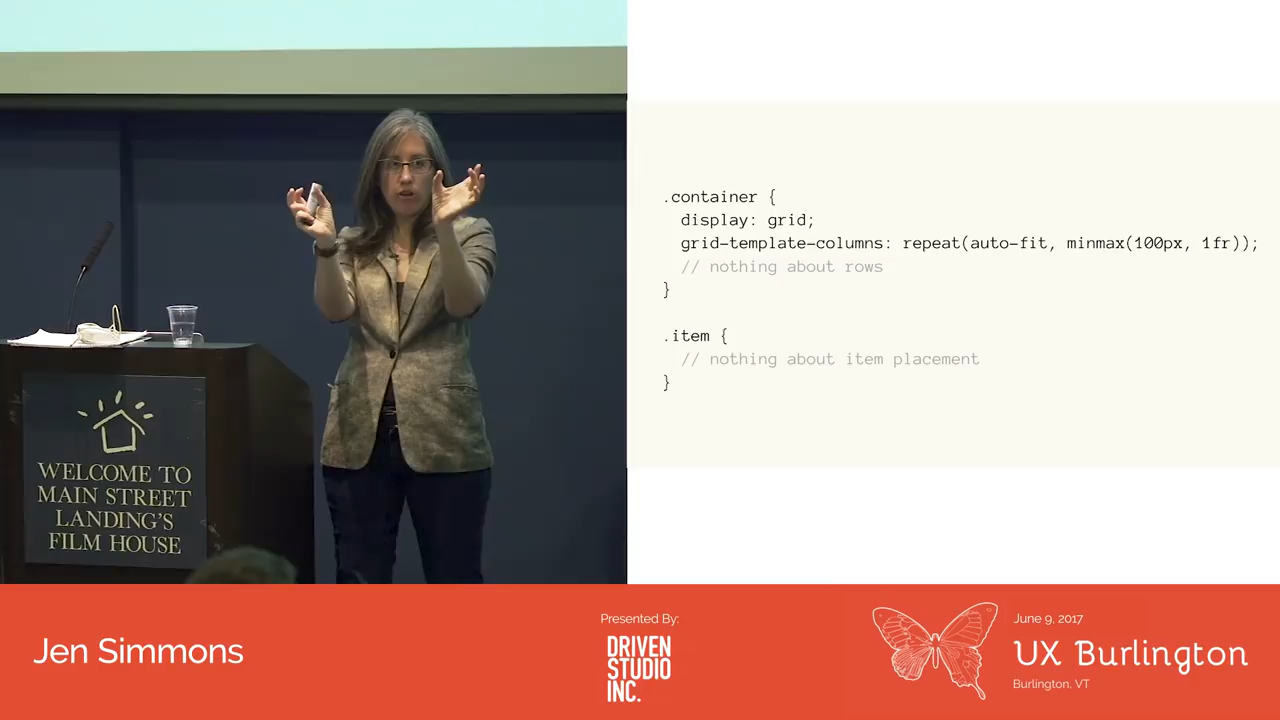 .container {
display: grid;
grid-template-columns: repeat(auto-fit, minmax(100px, 1fr));
// nothing about rows
}
.item {
// nothing about item placement
}
WELCOME TO
MAIN STREET
LANDING'S
FILM HOUSE
Jen Simmons
Presented By:
DRIVEN
STUDIO
INC.
June 9, 2017
UX Burlington
Burlington, VT